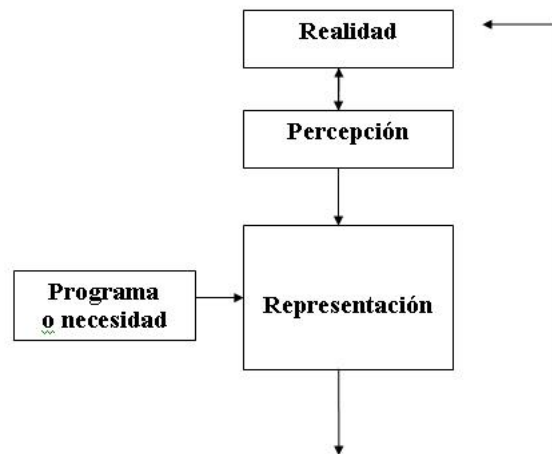 Realidad
Percepción
Programa
o necesidad
Representación